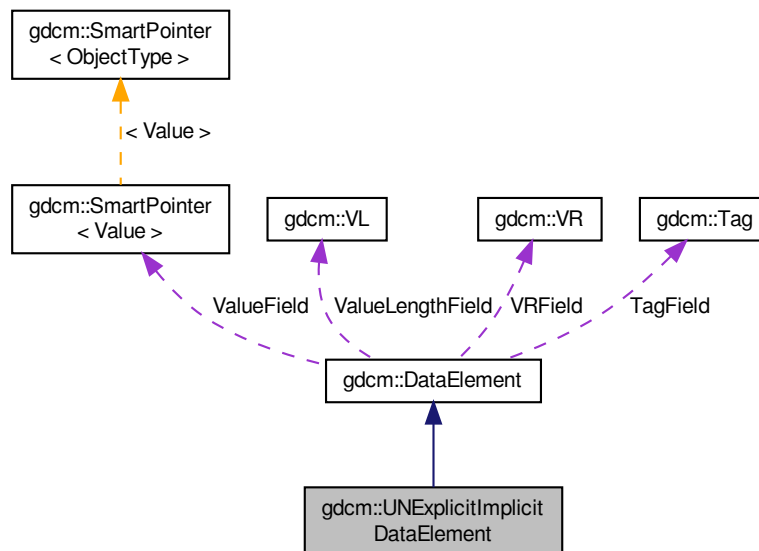 gdcm::SmartPointer
< ObjectType >
< Value >
gdcm::SmartPointer
< Value >
gdcm::VL
gdcm::VR
gdcm::Tag
ValueField
ValueLengthField
VRField
TagField
gdcm::DataElement
gdcm::UNExplicitImplicit
DataElement